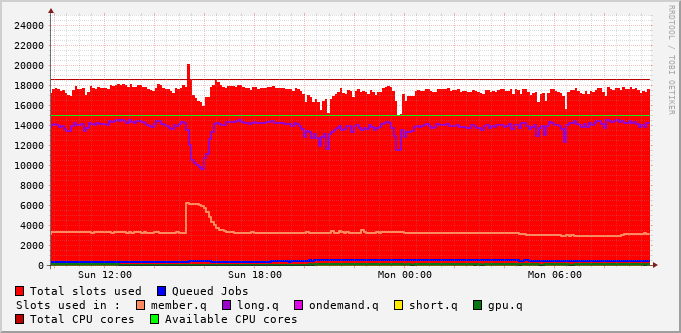 24000
22000
20000
18000
16000
14000
12000
10000
8000
6000
4000
2000
0
Sun 12:00 Sun 18:00 Mon 00:00 Mon 06:00
RRDTOOL / TOBI OETIKER
Total slots used Queued Jobs
Slots used in : member.q long.q ondemand.q short.q gpu.q
Total CPU cores Available CPU cores